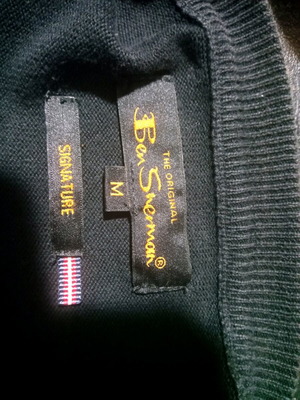 THE ORIGINAL
Ben Sherman®
M
SIGNATURE